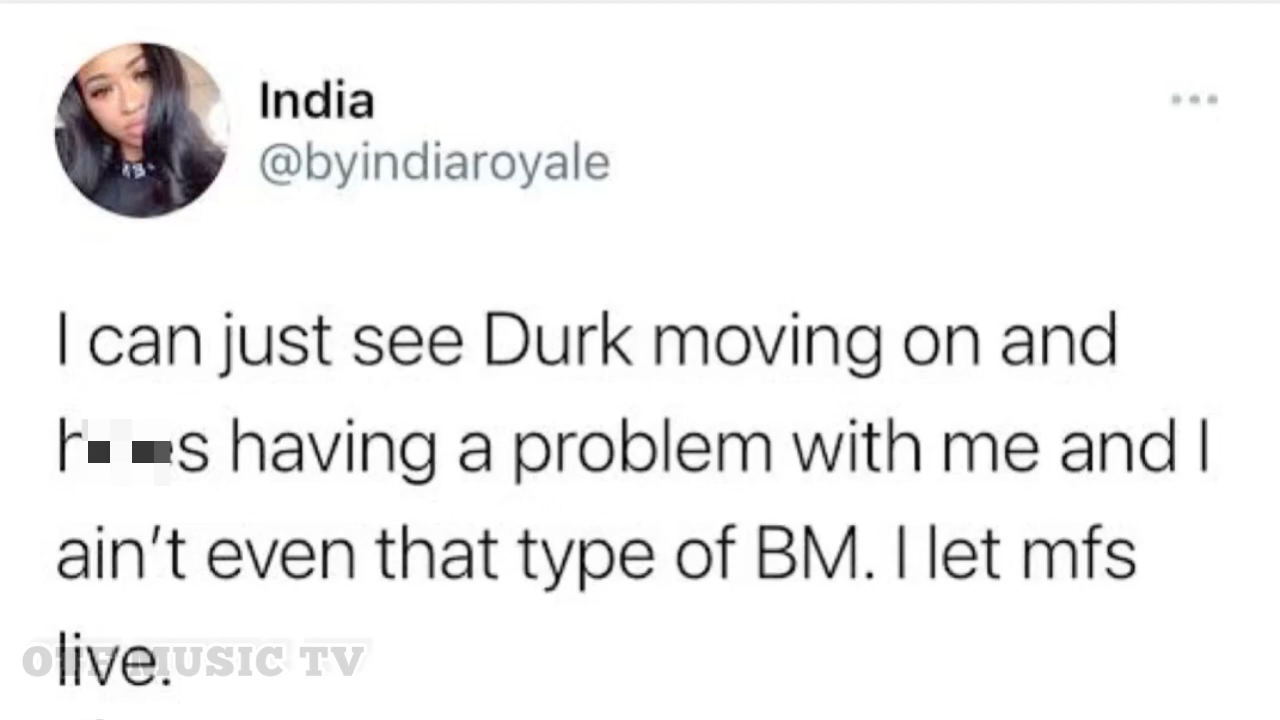 India
@byindiaroyale
I can just see Durk moving on and
having a problem with me and I
ain't even that type of BM. I let mfs
live.
MUSIC TV